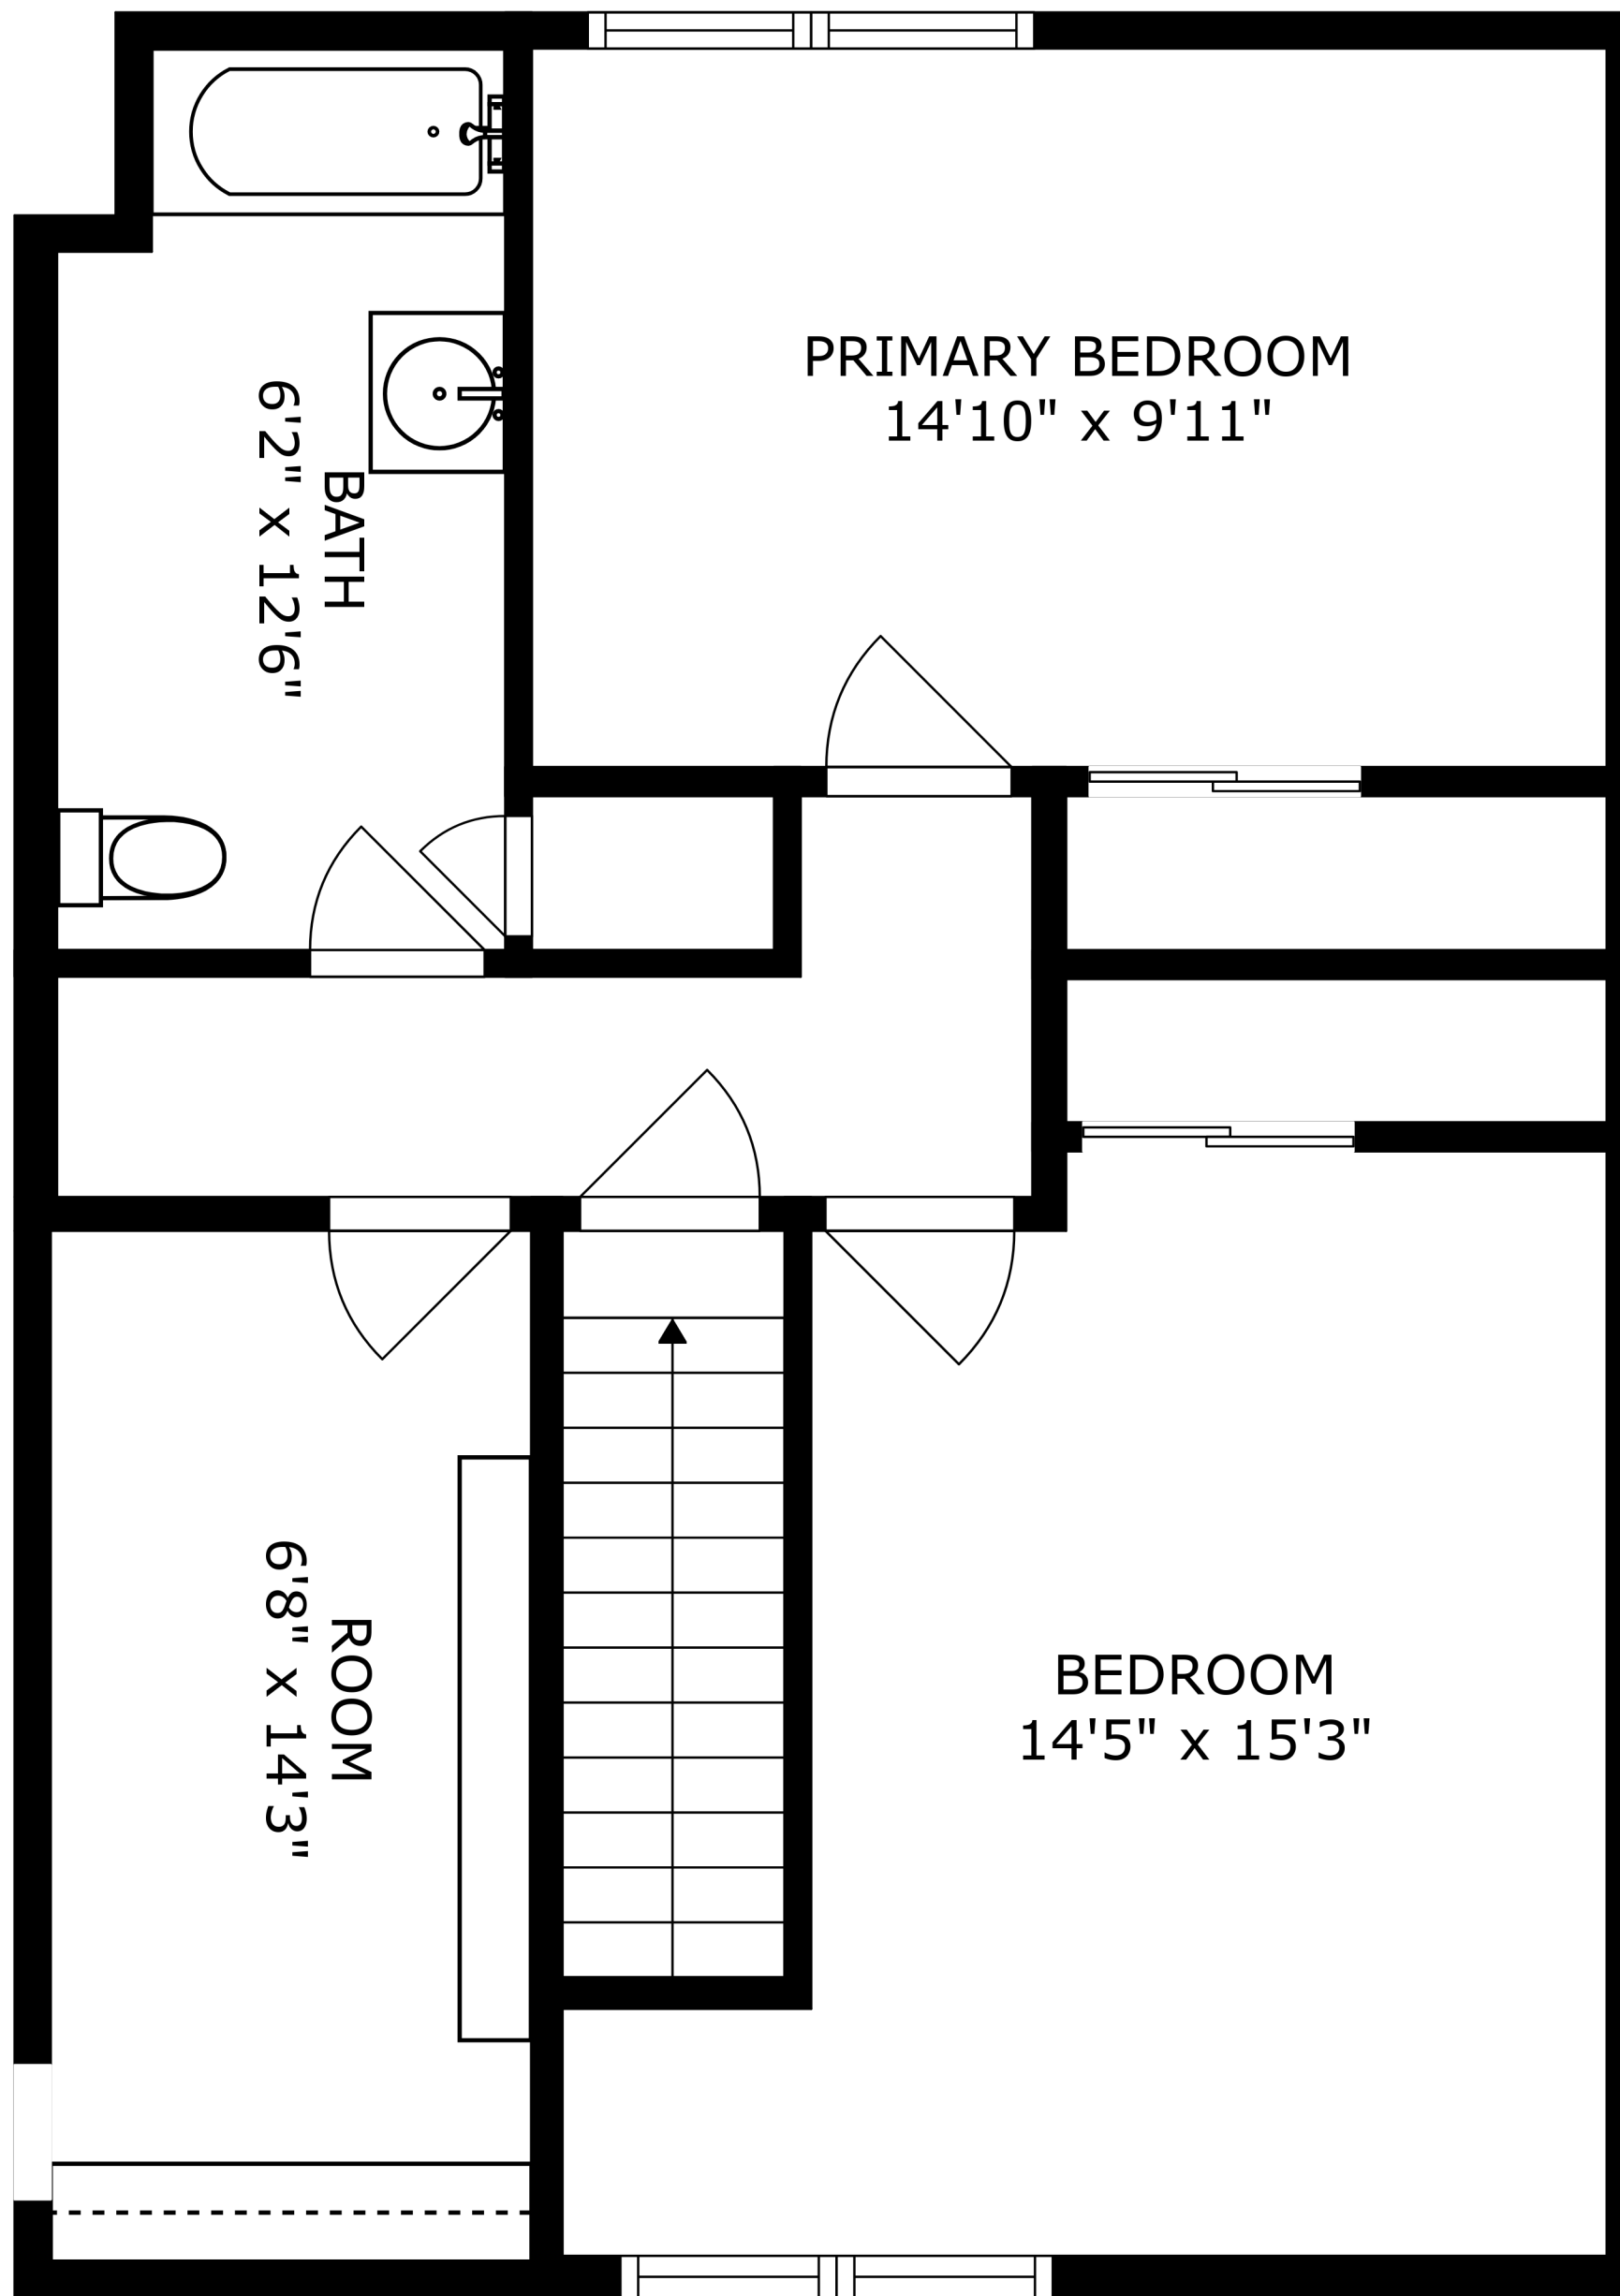 PRIMARY BEDROOM
14'10" x 9'11"
BATH
6'2" x 12'6"
ROOM
6'8" x 14'3"
BEDROOM
14'5" x 15'3"